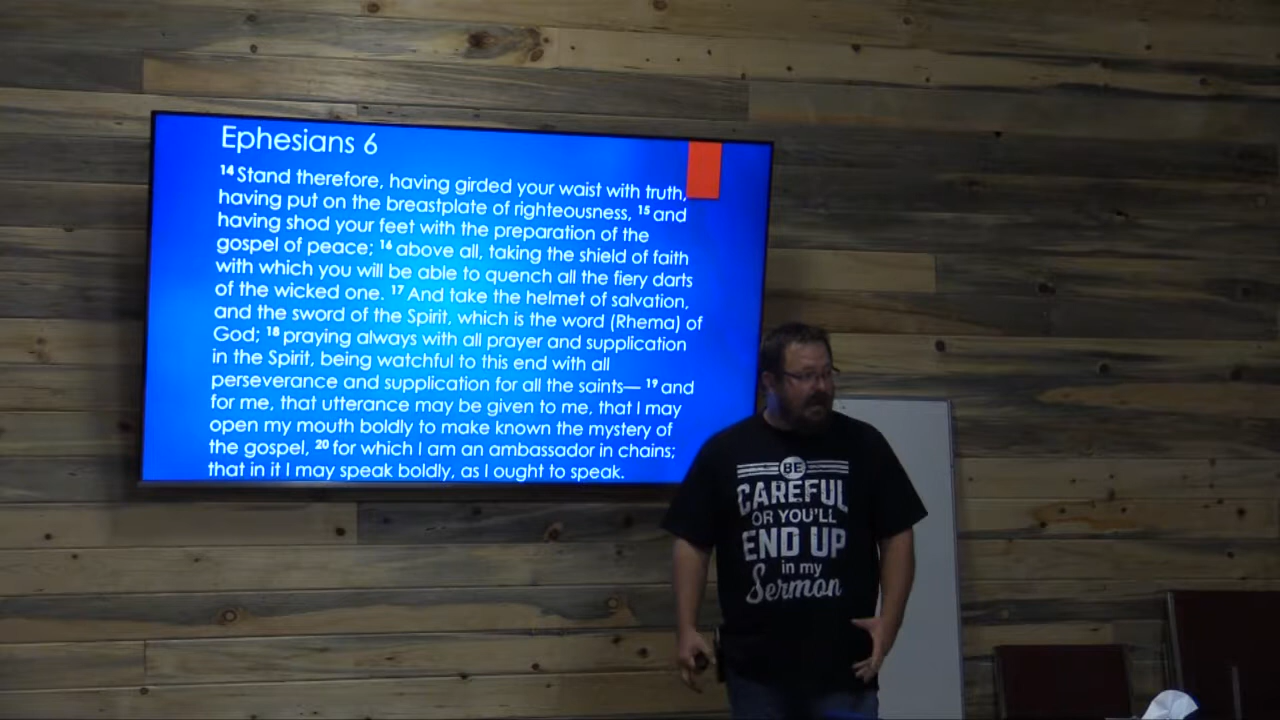 Ephesians 6
14 Stand therefore, having girded your waist with truth,
having put on the breastplate of righteousness, 15 and
having shod your feet with the preparation of the
gospel of peace; 16 above all, taking the shield of faith
with which you will be able to quench all the fiery darts
of the wicked one. 17 And take the helmet of salvation,
and the sword of the Spirit, which is the word (Rhema) of
God; 18 praying always with all prayer and supplication
in the Spirit, being watchful to this end with all
perseverance and supplication for all the saints— 19 and
for me, that utterance may be given to me, that I may
open my mouth boldly to make known the mystery of
the gospel, 20 for which I am an ambassador in chains;
that in it I may speak boldly, as I ought to speak.
BE
CAREFUL
OR YOU'LL
END UP
in my
Sermon